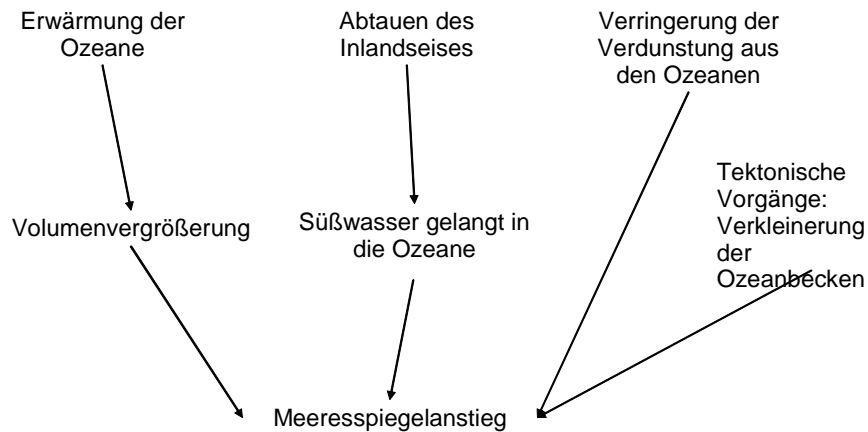 Erwärmung der
Ozeane
Abtauen des
Inlandseises
Verringerung der
Verdunstung aus
den Ozeanen
Tektonische
Vorgänge:
Verkleinerung
der
Ozeanbecken
Volumenvergrößerung
Süßwasser gelangt in
die Ozeane
Meeresspiegelanstieg